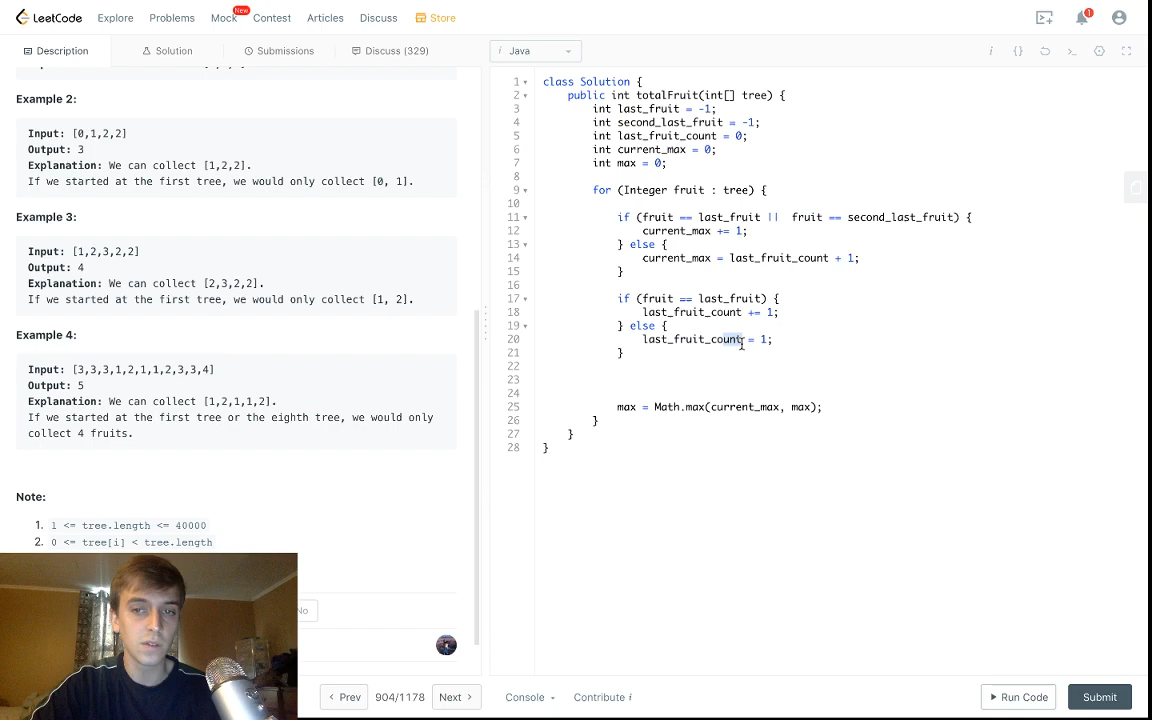 LeetCode Explore Problems Mock New Contest Articles Discuss Store 1
Description Solution Submissions Discuss (329)
Example 2:
Input: [0,1,2,2]
Output: 3
Explanation: We can collect [1,2,2].
If we started at the first tree, we would only collect [0, 1].
Example 3:
Input: [1,2,3,2,2]
Output: 4
Explanation: We can collect [2,3,2,2].
If we started at the first tree, we would only collect [1, 2].
Example 4:
Input: [3,3,3,1,2,1,1,2,3,3,4]
Output: 5
Explanation: We can collect [1,2,1,1,2].
If we started at the first tree or the eighth tree, we would only
collect 4 fruits.
Note:
1. 1 <= tree.length <= 40000
2. 0 <= tree[i] < tree.length
No
Prev 904/1178 Next
i Java
i {}
1 class Solution {
2 public int totalFruit(int[] tree) {
3 int last_fruit = -1;
4 int second_last_fruit = -1;
5 int last_fruit_count = 0;
6 int current_max = 0;
7 int max = 0;
8
9 for (Integer fruit : tree) {
10
11 if (fruit == last_fruit || fruit == second_last_fruit) {
12 current_max += 1;
13 } else {
14 current_max = last_fruit_count + 1;
15 }
16
17 if (fruit == last_fruit) {
18 last_fruit_count += 1;
19 } else {
20 last_fruit_count = 1;
21 }
22
23
24
25 max = Math.max(current_max, max);
26 }
27 }
28 }
Console Contribute i Run Code Submit